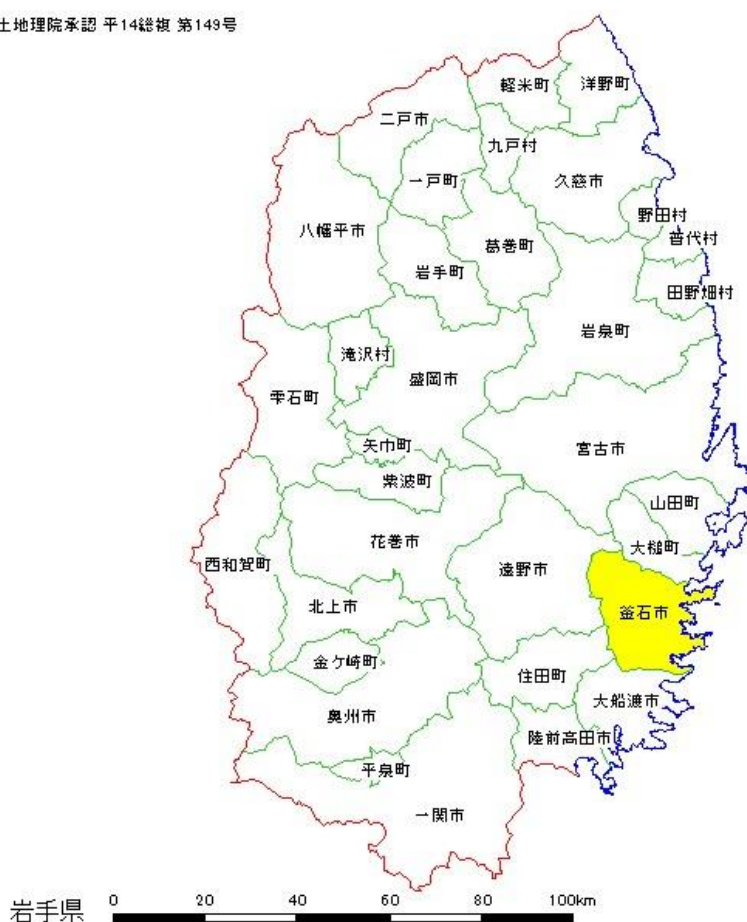 土地理院承認 平14総複 第149号
軽米町
洋野町
二戸市
九戸村
一戸町
久慈市
野田村
八幡平市
普代村
葛巻町
岩手町
田野畑村
岩泉町
滝沢村
盛岡市
雫石町
矢巾町
宮古市
紫波町
山田町
花巻市
大槌町
西和賀町
遠野市
北上市
釜石市
金ケ崎町
住田町
大船渡市
奥州市
陸前高田市
平泉町
一関市
岩手県
0 20 40 60 80 100km